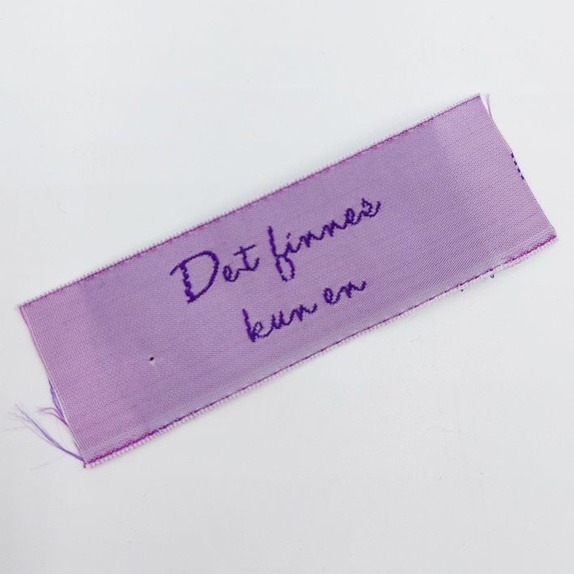 Det finnes
kun en